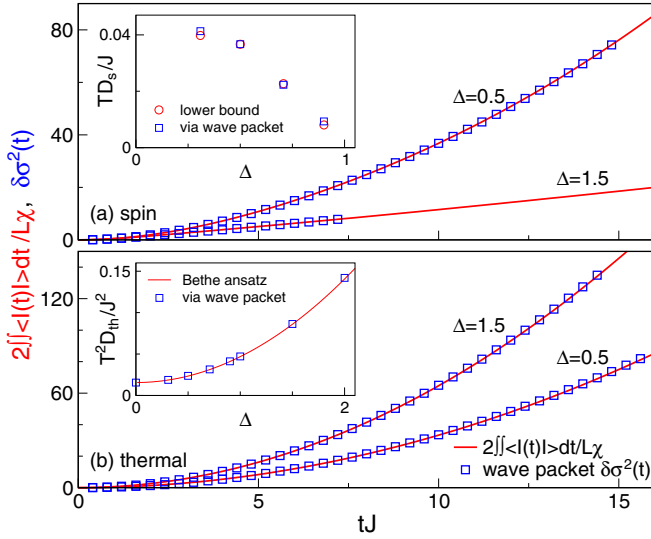 2∫∫<I(t)I>dt /Lχ, δσ²(t)
80
40
0
0.04
0
TD_s/J
lower bound
via wave packet
0
1
Δ
Δ=0.5
Δ=1.5
(a) spin
120
60
0
0.15
0
T²D_th/J²
Bethe ansatz
via wave packet
0
2
Δ
Δ=1.5
Δ=0.5
(b) thermal
2∫∫<I(t)I>dt/Lχ
wave packet δσ²(t)
0
5
10
15
tJ